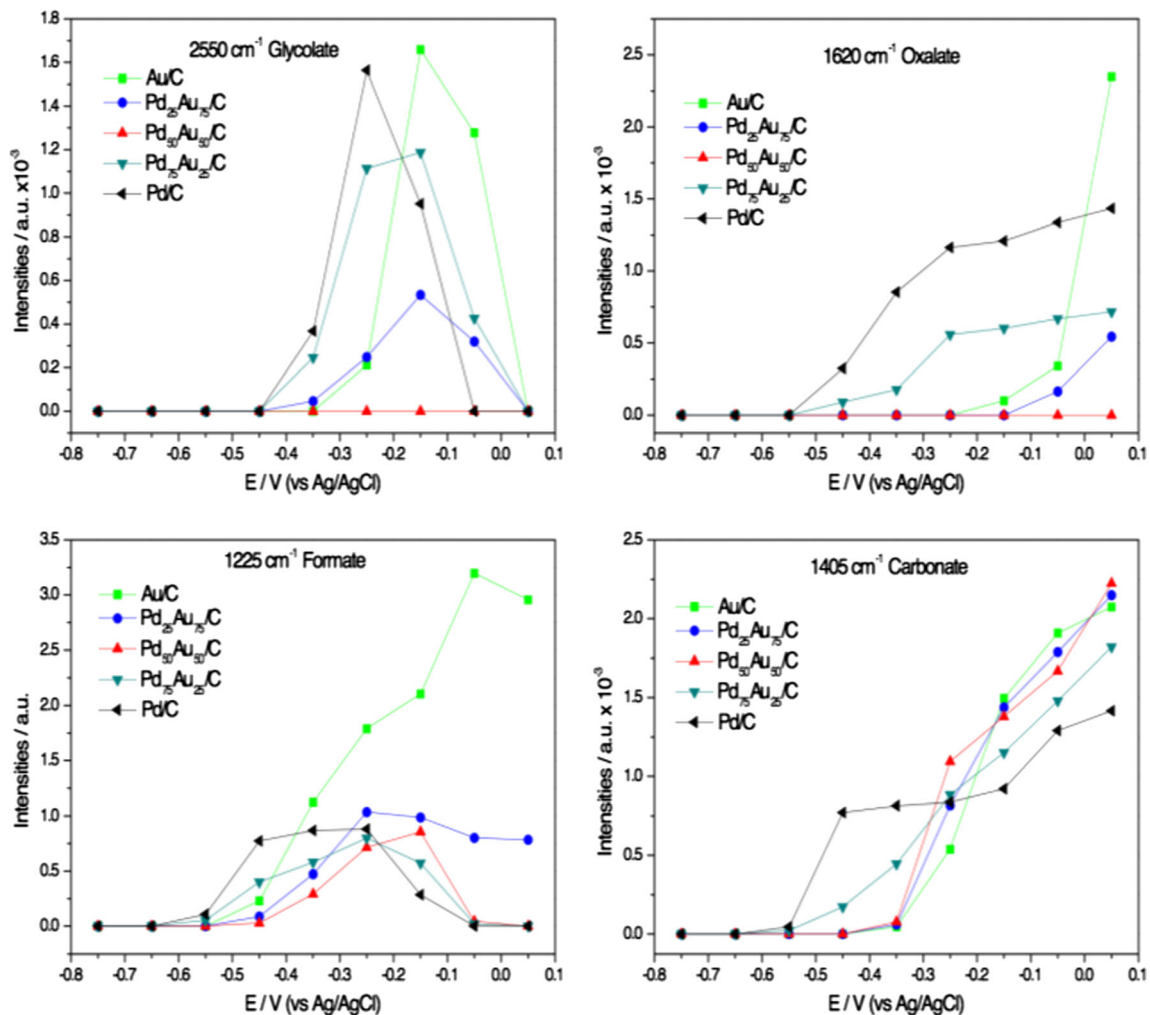 2550 cm⁻¹ Glycolate
Au/C
Pd₂₅Au₇₅/C
Pd₅₀Au₅₀/C
Pd₇₅Au₂₅/C
Pd/C
Intensities / a.u. x10⁻³
1.8
1.6
1.4
1.2
1.0
0.8
0.6
0.4
0.2
0.0
-0.8 -0.7 -0.6 -0.5 -0.4 -0.3 -0.2 -0.1 0.0 0.1
E / V (vs Ag/AgCl)
1620 cm⁻¹ Oxalate
Au/C
Pd₂₅Au₇₅/C
Pd₅₀Au₅₀/C
Pd₇₅Au₂₅/C
Pd/C
Intensities / a.u. x 10⁻³
2.5
2.0
1.5
1.0
0.5
0.0
-0.8 -0.7 -0.6 -0.5 -0.4 -0.3 -0.2 -0.1 0.0 0.1
E / V (vs Ag/AgCl)
1225 cm⁻¹ Formate
Au/C
Pd₂₅Au₇₅/C
Pd₅₀Au₅₀/C
Pd₇₅Au₂₅/C
Pd/C
Intensities / a.u.
3.5
3.0
2.5
2.0
1.5
1.0
0.5
0.0
-0.8 -0.7 -0.6 -0.5 -0.4 -0.3 -0.2 -0.1 0.0 0.1
E / V (vs Ag/AgCl)
1405 cm⁻¹ Carbonate
Au/C
Pd₂₅Au₇₅/C
Pd₅₀Au₅₀/C
Pd₇₅Au₂₅/C
Pd/C
Intensities / a.u. x 10⁻³
2.5
2.0
1.5
1.0
0.5
0.0
-0.8 -0.7 -0.6 -0.5 -0.4 -0.3 -0.2 -0.1 0.0 0.1
E / V (vs Ag/AgCl)